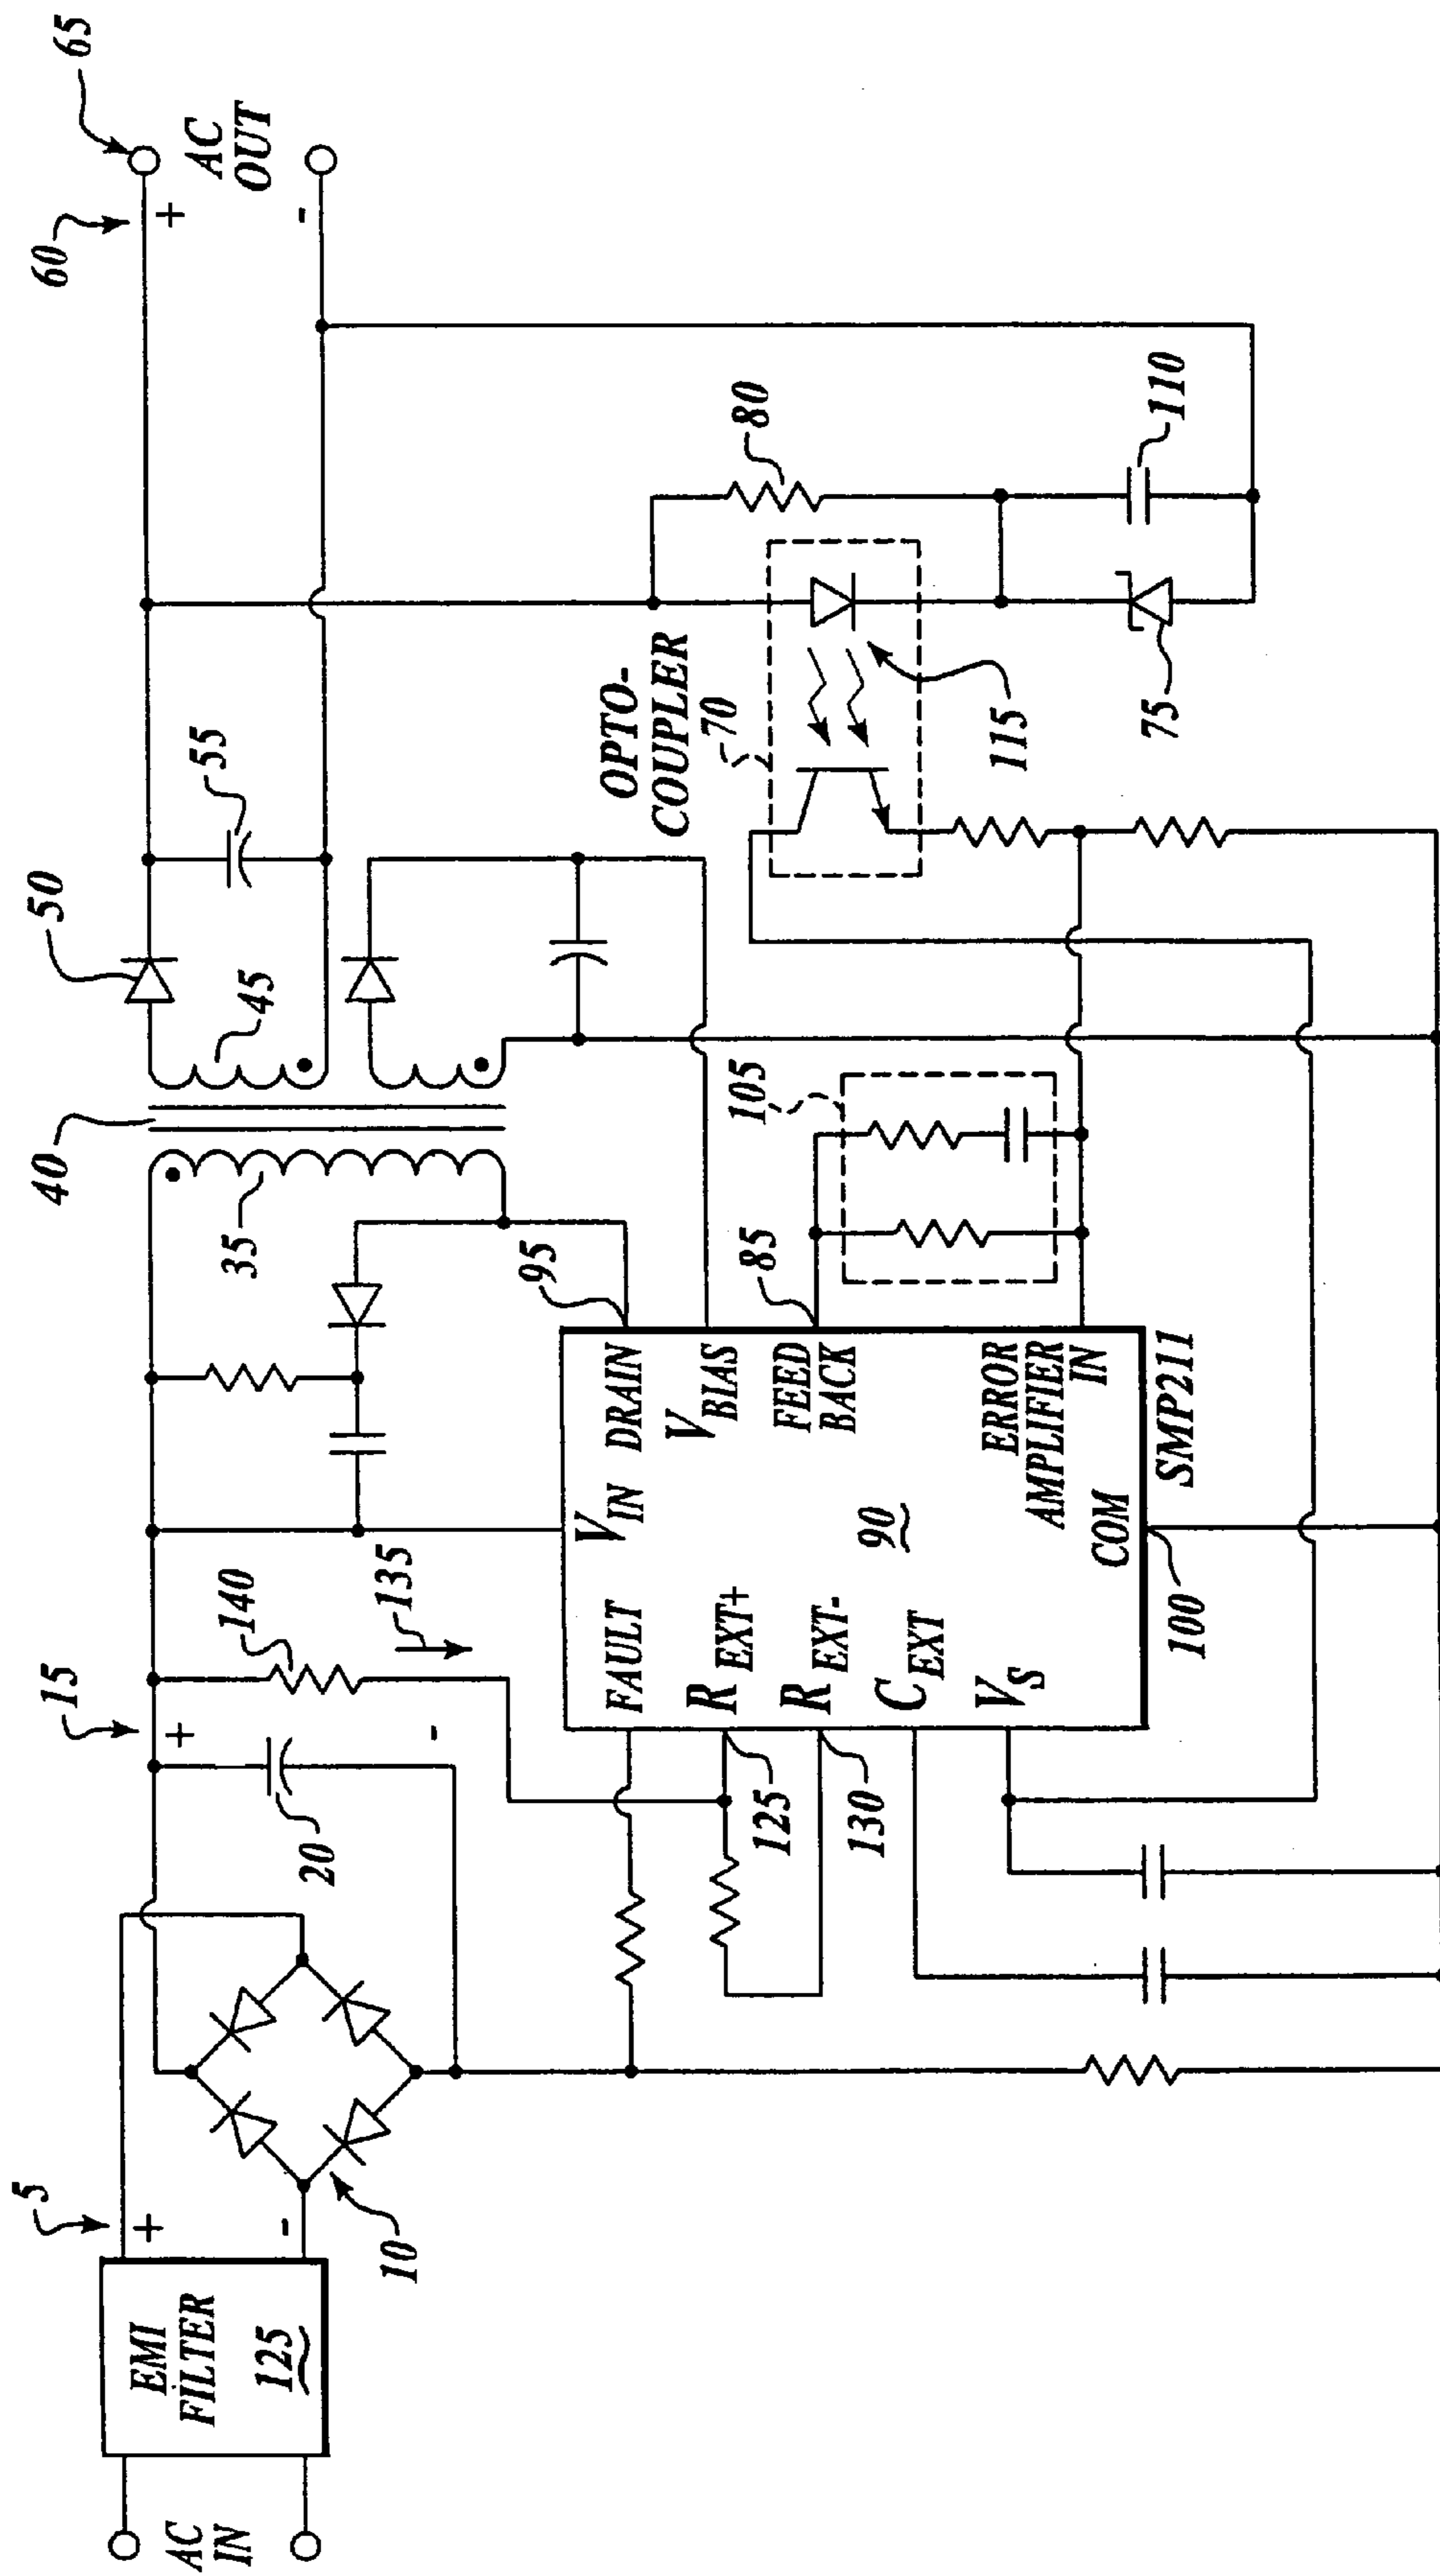 5
EMI
FILTER
125
AC
IN
10
15
+
-
+
-
20
140
135
40
35
45
50
55
60
65
+
-
AC
OUT
95
85
105
OPTO-
COUPLER
70
80
110
115
75
FAULT
VIN
DRAIN
VBIAS
FEED
BACK
REXT+
REXT-
CEXT
VS
90
ERROR
AMPLIFIER
IN
COM
SMP211
125
130
100